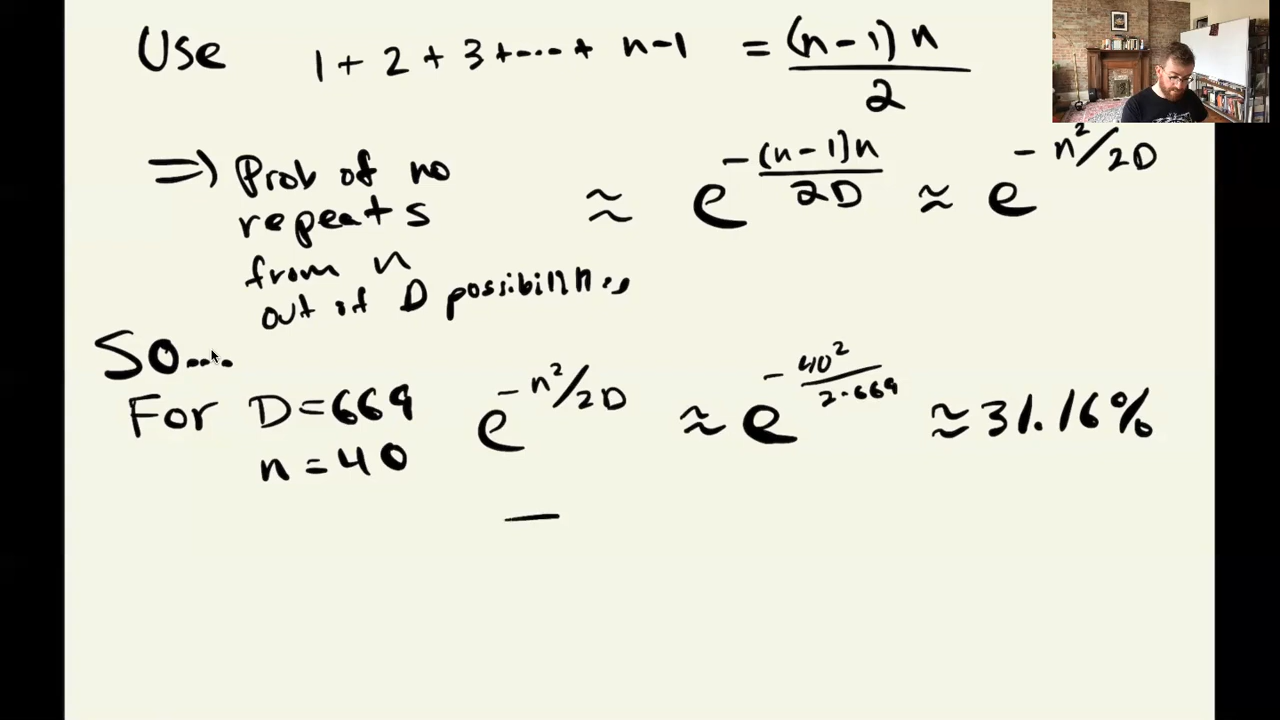 Use 1 + 2 + 3 + ... + n-1 = (n-1)n / 2
=> Prob of no repeats from n out of D possibilities ≈ e^(-(n-1)n / 2D) ≈ e^(-n²/2D)
So....
For D=669 e^(-n²/2D) ≈ e^(-40² / 2·669) ≈ 31.16%
n = 40